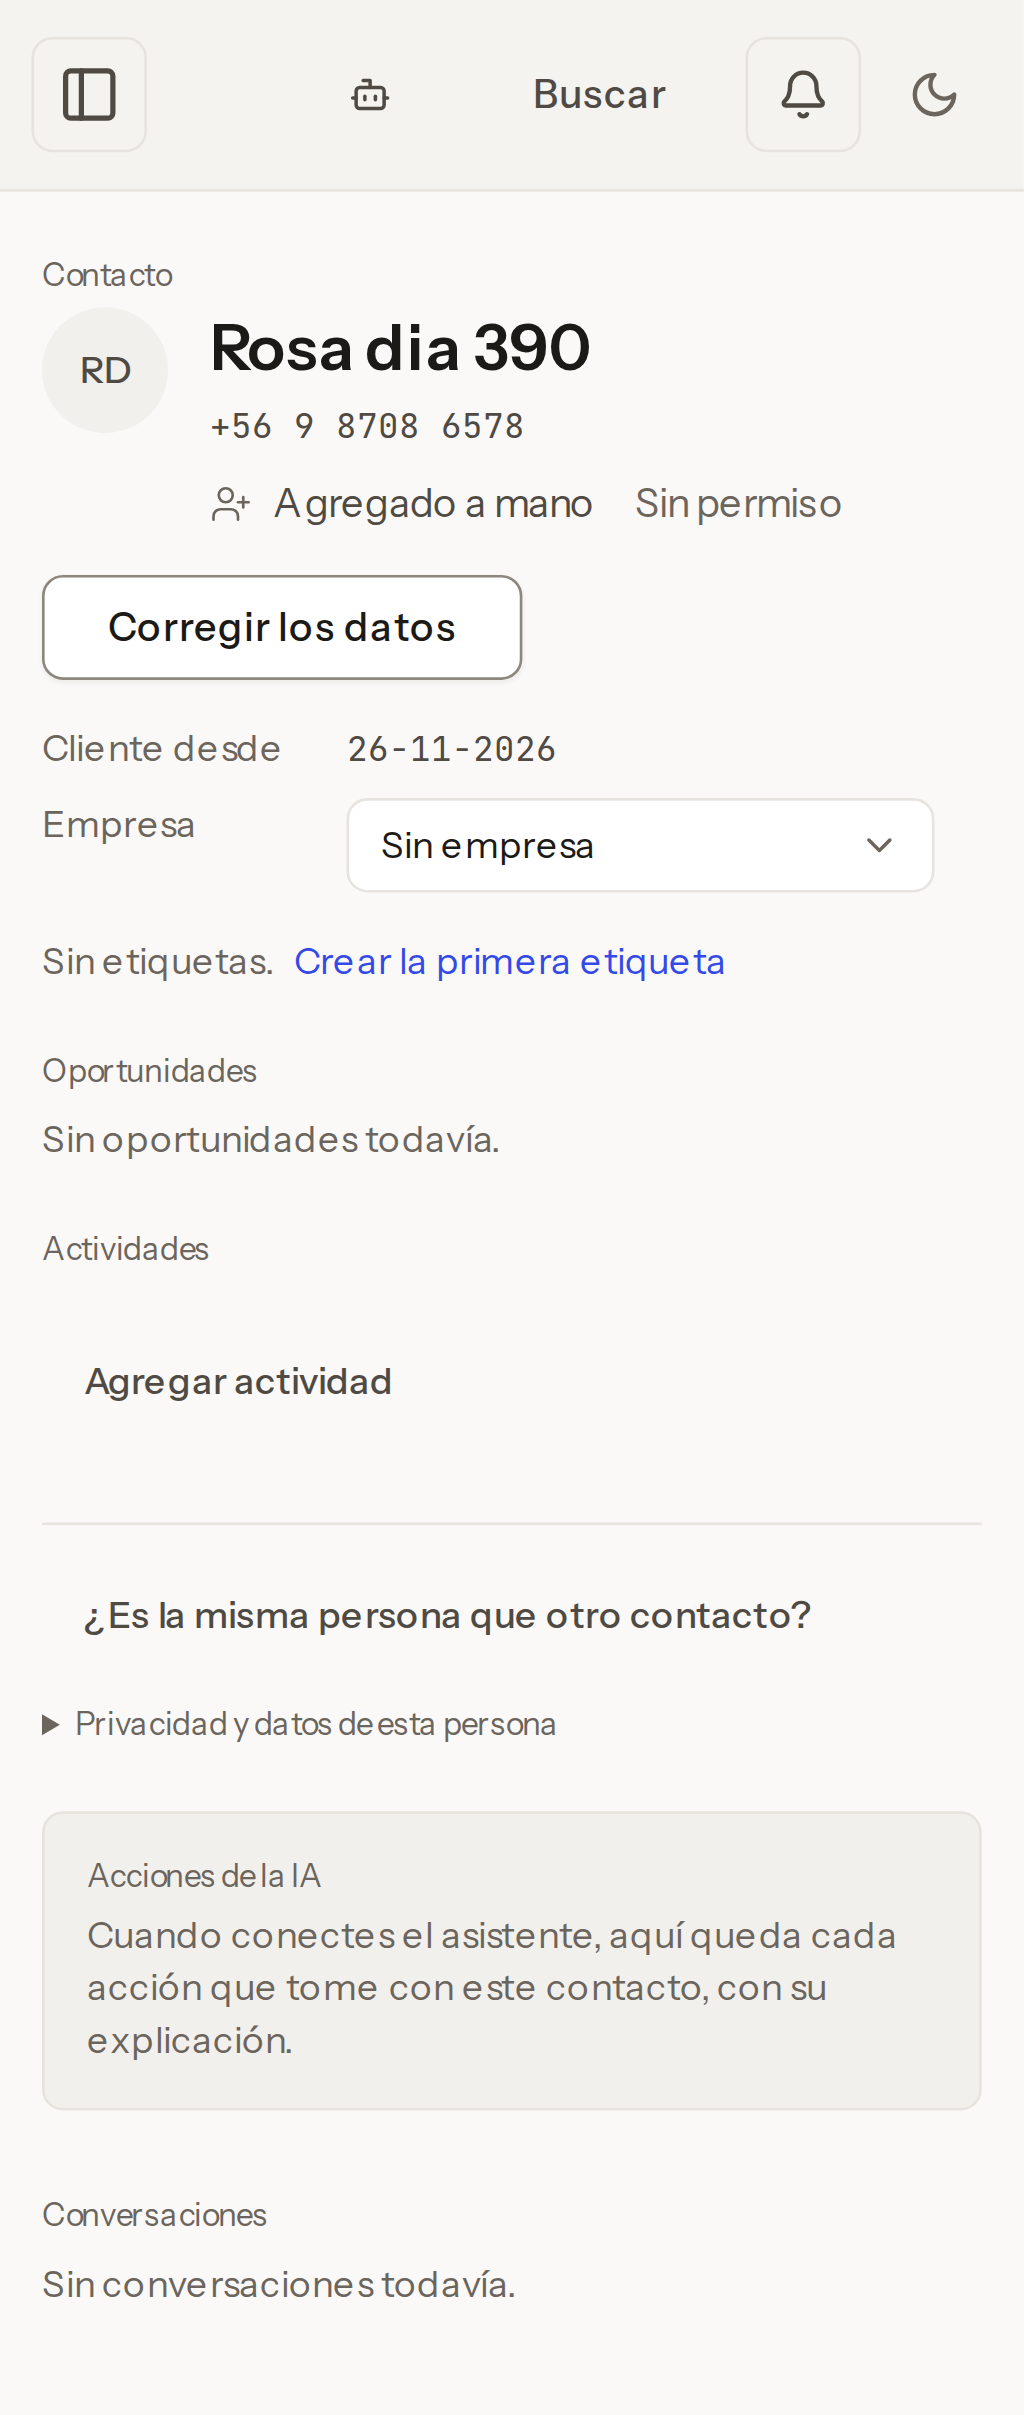 Buscar
Contacto
RD
Rosa dia 390
+56 9 8708 6578
Agregado a mano Sin permiso
Corregir los datos
Cliente desde 26-11-2026
Empresa Sin empresa
Sin etiquetas. Crear la primera etiqueta
Oportunidades
Sin oportunidades todavía.
Actividades
Agregar actividad
¿Es la misma persona que otro contacto?
Privacidad y datos de esta persona
Acciones de la IA
Cuando conectes el asistente, aquí queda cada
acción que tome con este contacto, con su
explicación.
Conversaciones
Sin conversaciones todavía.